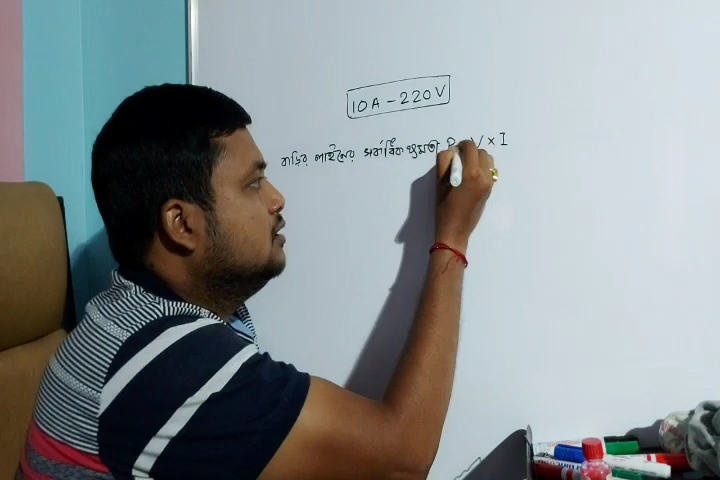 10A - 220V
বাড়ির লাইনের সর্বাধিক ক্ষমতা P = V × I